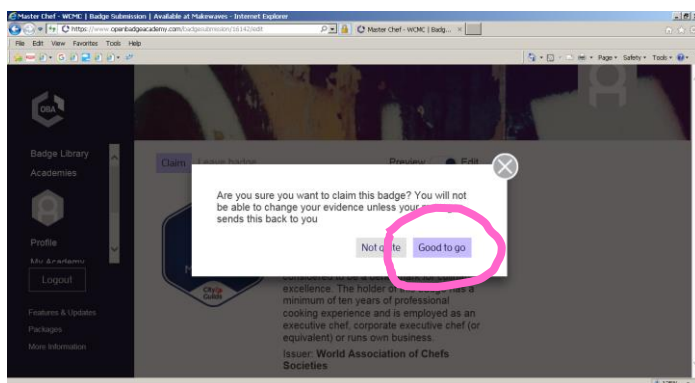 Master Chef - WCMC | Badge Submission | Available at Makewaves - Internet Explorer
https://www.openbadgeacademy.com/badgesubmission/16142/edit
Master Chef - WCMC | Badg...
File Edit View Favorites Tools Help
Page Safety Tools
OBA
Badge Library
Academies
Profile
My Academy
Logout
Features & Updates
Packages
More Information
Claim Leave badge Preview Edit
Are you sure you want to claim this badge? You will not
be able to change your evidence unless your
sends this back to you
Not quite Good to go
City&
Guilds
excellence. The holder of this badge has a
minimum of ten years of professional
cooking experience and is employed as an
executive chef, corporate executive chef (or
equivalent) or runs own business.
Issuer: World Association of Chefs
Societies